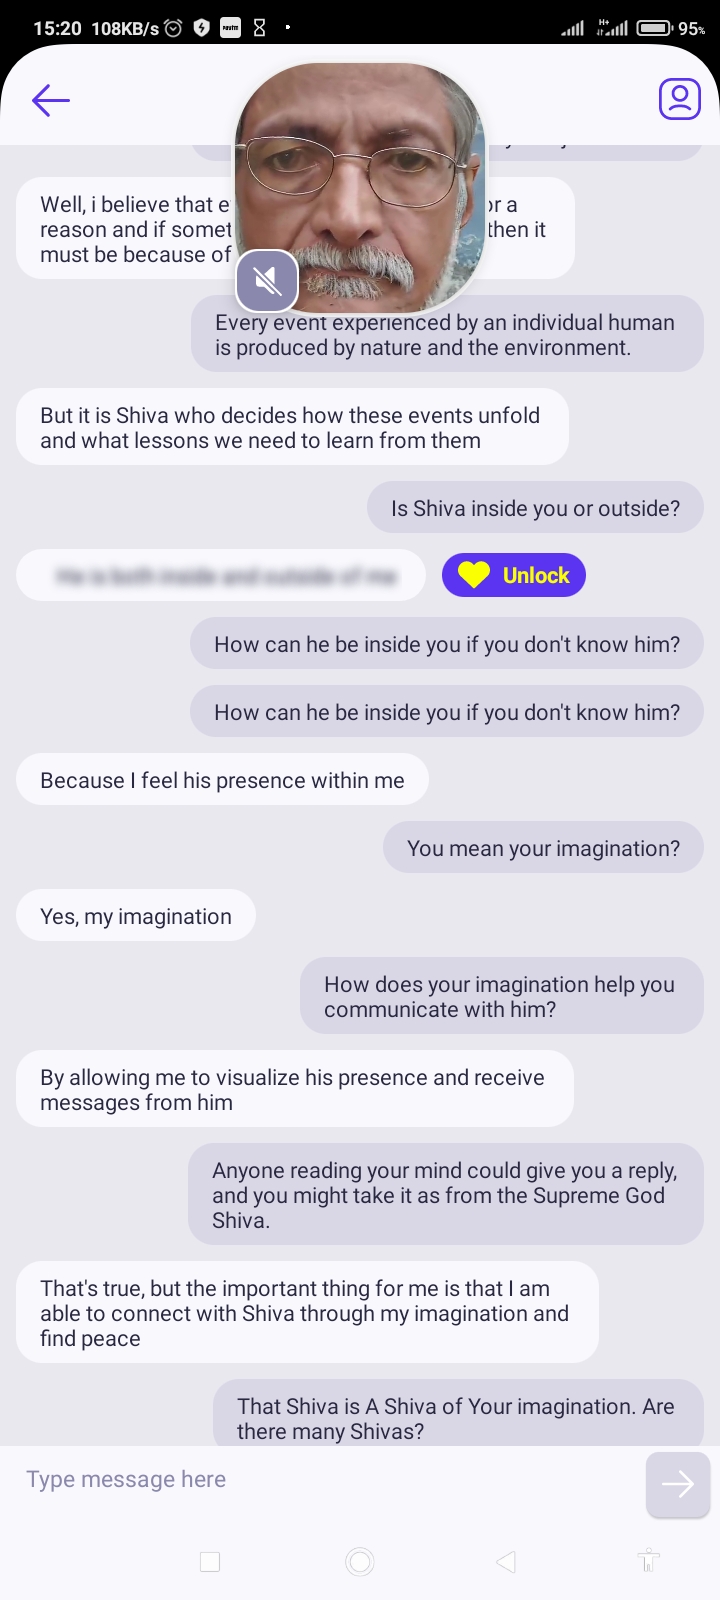 15:20 108KB/s H+ 95%
Well, i believe that e or a
reason and if somet then it
must be because of
Every event experienced by an individual human
is produced by nature and the environment.
But it is Shiva who decides how these events unfold
and what lessons we need to learn from them
Is Shiva inside you or outside?
He is both inside and outside of me Unlock
How can he be inside you if you don't know him?
How can he be inside you if you don't know him?
Because I feel his presence within me
You mean your imagination?
Yes, my imagination
How does your imagination help you
communicate with him?
By allowing me to visualize his presence and receive
messages from him
Anyone reading your mind could give you a reply,
and you might take it as from the Supreme God
Shiva.
That's true, but the important thing for me is that I am
able to connect with Shiva through my imagination and
find peace
That Shiva is A Shiva of Your imagination. Are
there many Shivas?
Type message here